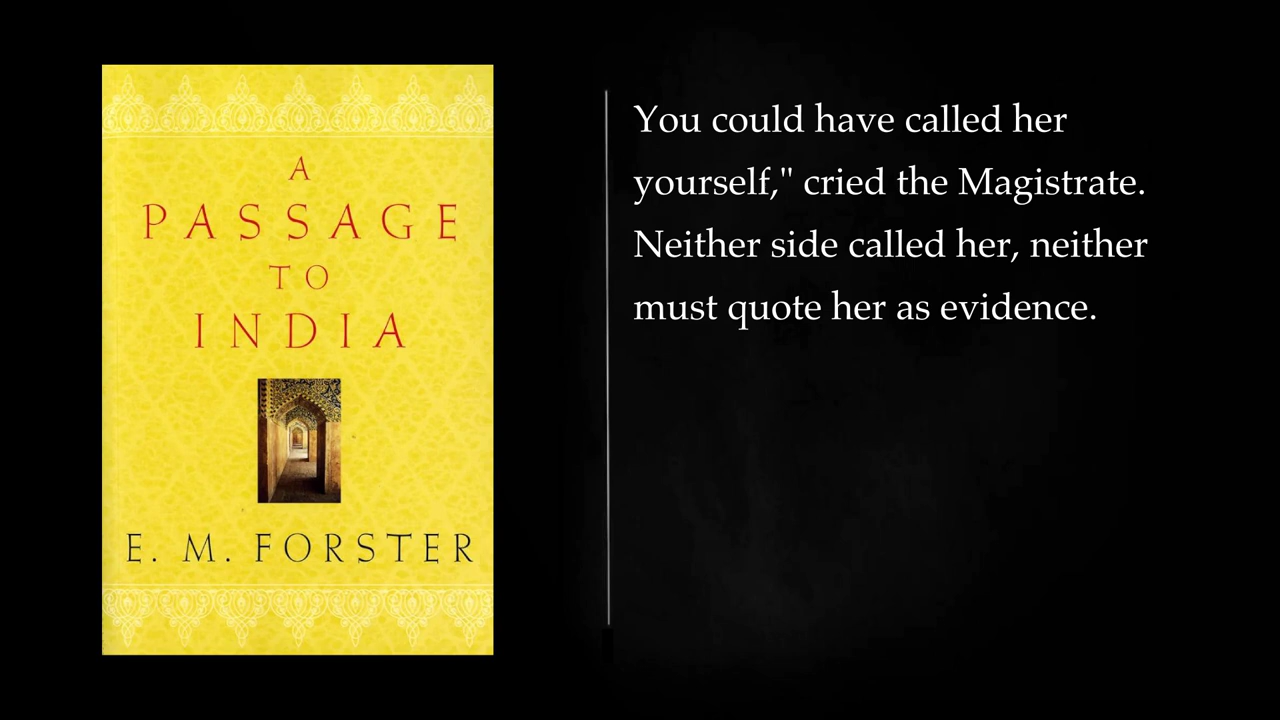 A
PASSAGE
TO
INDIA
E. M. FORSTER
You could have called her
yourself," cried the Magistrate.
Neither side called her, neither
must quote her as evidence.